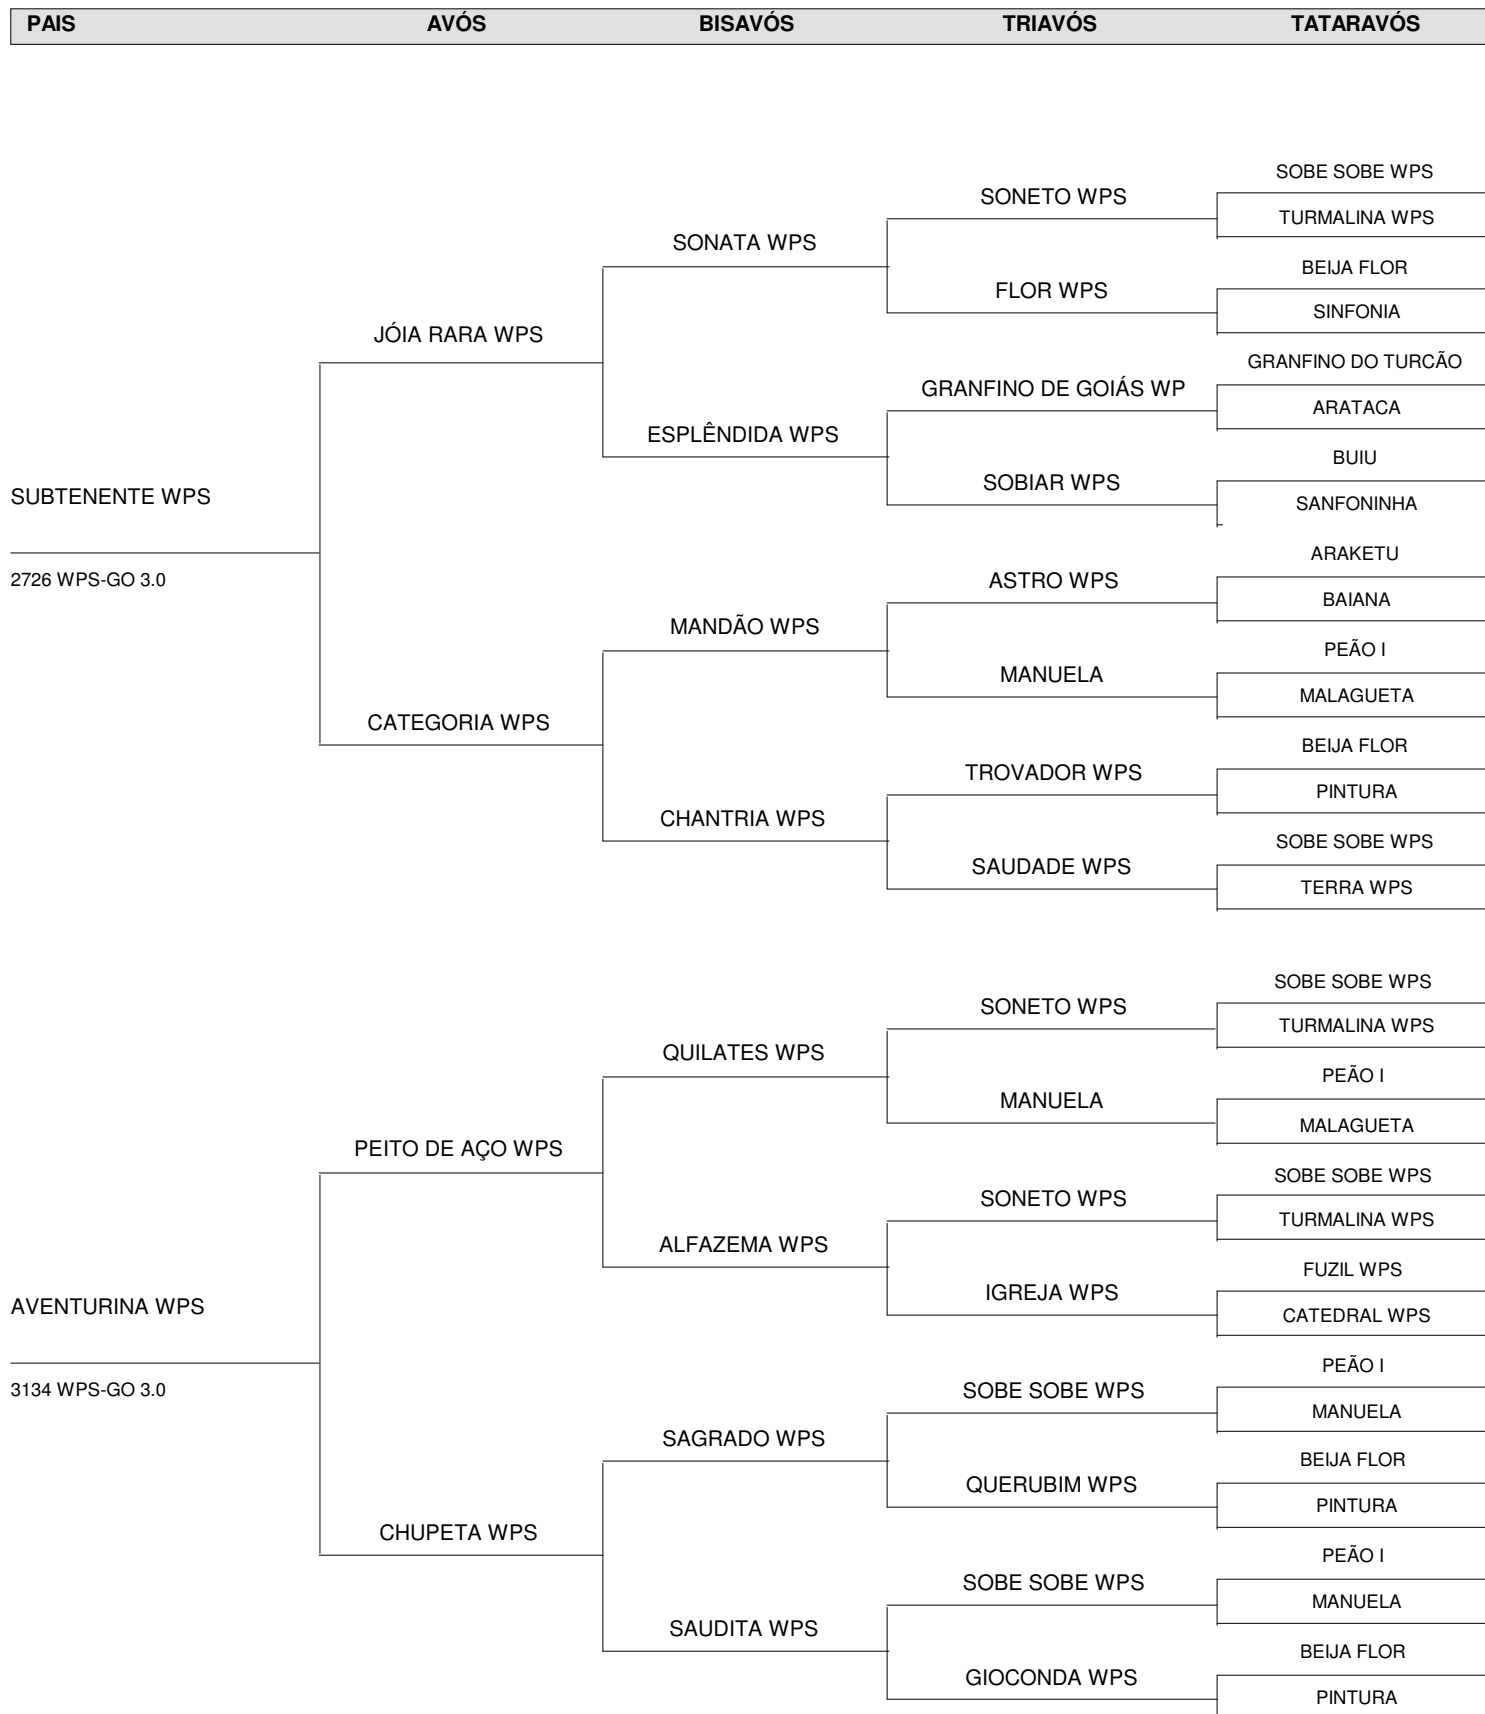 PAIS AVÓS BISAVÓS TRIAVÓS TATARAVÓS
SOBE SOBE WPS
SONETO WPS
TURMALINA WPS
SONATA WPS
BEIJA FLOR
FLOR WPS
SINFONIA
JÓIA RARA WPS
GRANFINO DO TURCÃO
GRANFINO DE GOIÁS WP
ARATACA
ESPLÊNDIDA WPS
BUIU
SOBIAR WPS
SANFONINHA
SUBTENENTE WPS
2726 WPS-GO 3.0
ARAKETU
ASTRO WPS
BAIANA
MANDÃO WPS
PEÃO I
MANUELA
MALAGUETA
CATEGORIA WPS
BEIJA FLOR
TROVADOR WPS
PINTURA
CHANTRIA WPS
SOBE SOBE WPS
SAUDADE WPS
TERRA WPS
SOBE SOBE WPS
SONETO WPS
TURMALINA WPS
QUILATES WPS
PEÃO I
MANUELA
MALAGUETA
PEITO DE AÇO WPS
SOBE SOBE WPS
SONETO WPS
TURMALINA WPS
ALFAZEMA WPS
FUZIL WPS
IGREJA WPS
CATEDRAL WPS
AVENTURINA WPS
3134 WPS-GO 3.0
PEÃO I
SOBE SOBE WPS
MANUELA
SAGRADO WPS
BEIJA FLOR
QUERUBIM WPS
PINTURA
CHUPETA WPS
PEÃO I
SOBE SOBE WPS
MANUELA
SAUDITA WPS
BEIJA FLOR
GIOCONDA WPS
PINTURA